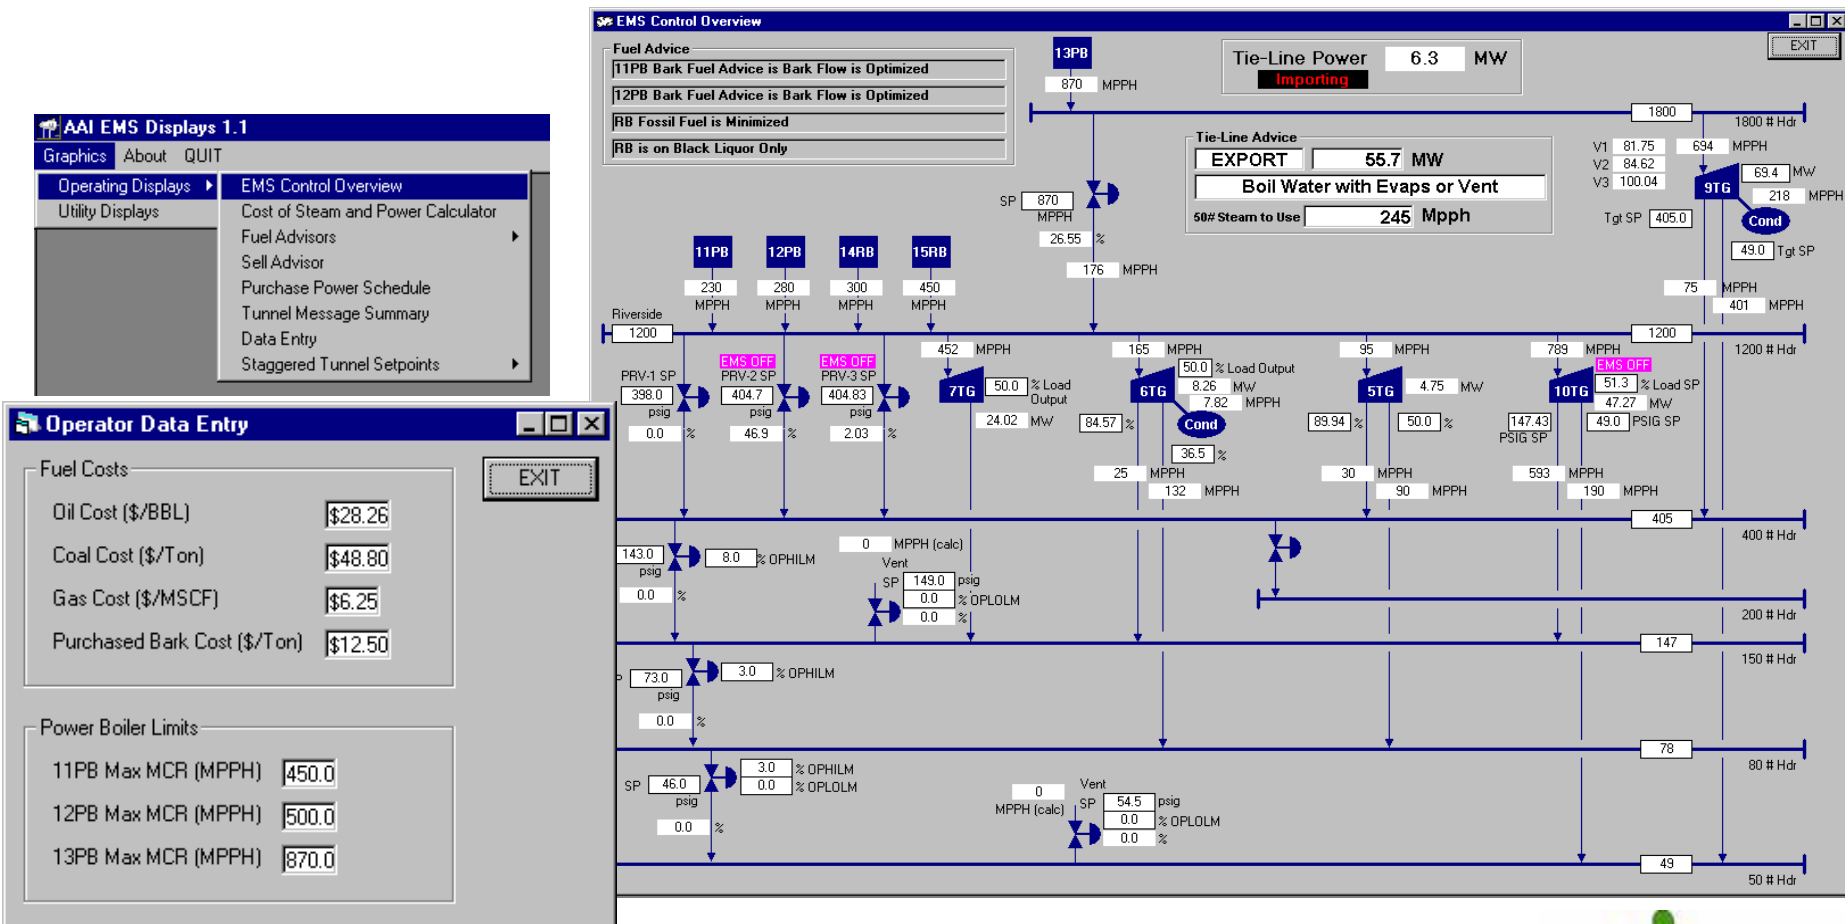 AAI EMS Displays 1.1
Graphics About QUIT
Operating Displays
Utility Displays
EMS Control Overview
Cost of Steam and Power Calculator
Fuel Advisors
Sell Advisor
Purchase Power Schedule
Tunnel Message Summary
Data Entry
Staggered Tunnel Setpoints
Operator Data Entry
EXIT
Fuel Costs
Oil Cost ($/BBL) $28.26
Coal Cost ($/Ton) $48.80
Gas Cost ($/MSCF) $6.25
Purchased Bark Cost ($/Ton) $12.50
Power Boiler Limits
11PB Max MCR (MPPH) 450.0
12PB Max MCR (MPPH) 500.0
13PB Max MCR (MPPH) 870.0
EMS Control Overview
EXIT
Fuel Advice
11PB Bark Fuel Advice is Bark Flow is Optimized
12PB Bark Fuel Advice is Bark Flow is Optimized
RB Fossil Fuel is Minimized
RB is on Black Liquor Only
13PB
870 MPPH
Tie-Line Power 6.3 MW
Importing
1800
1800 # Hdr
Tie-Line Advice
EXPORT 55.7 MW
Boil Water with Evaps or Vent
50# Steam to Use 245 Mpph
V1 81.75
V2 84.62
V3 100.04
694 MPPH
9TG
69.4 MW
218 MPPH
Tgt SP 405.0
Cond
49.0 Tgt SP
75 MPPH
401 MPPH
SP 870
MPPH
26.55 %
176 MPPH
11PB 12PB 14RB 15RB
230 280 300 450
MPPH MPPH MPPH MPPH
Riverside
1200
1200
1200 # Hdr
PRV-1 SP
398.0
psig
0.0 %
EMS OFF
PRV-2 SP
404.7
psig
46.9 %
EMS OFF
PRV-3 SP
404.83
psig
2.03 %
452 MPPH
7TG
50.0 % Load
Output
24.02 MW
165 MPPH
50.0 % Load Output
6TG
8.26 MW
7.82 MPPH
84.57 %
Cond
36.5 %
25 MPPH
132 MPPH
95 MPPH
5TG
4.75 MW
89.94 %
50.0 %
30 MPPH
90 MPPH
789 MPPH
EMS OFF
10TG
51.3 % Load SP
47.27 MW
147.43
PSIG SP
49.0 PSIG SP
593 MPPH
190 MPPH
405
400 # Hdr
143.0
psig
8.0 % OPHILM
0.0 %
0 MPPH (calc)
Vent
SP 149.0 psig
0.0 % OPLOLM
0.0 %
200 # Hdr
147
150 # Hdr
73.0
psig
3.0 % OPHILM
0.0 %
78
80 # Hdr
SP 46.0
psig
3.0 % OPHILM
0.0 % OPLOLM
0.0 %
0
MPPH (calc)
Vent
SP 54.5 psig
0.0 % OPLOLM
0.0 %
49
50 # Hdr